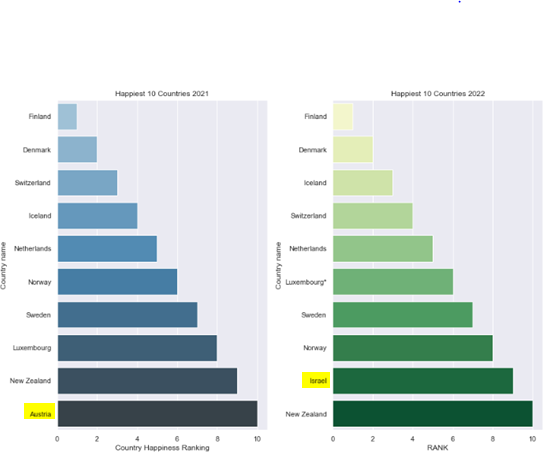 Happiest 10 Countries 2021
Country name
Finland
Denmark
Switzerland
Iceland
Netherlands
Norway
Sweden
Luxembourg
New Zealand
Austria
0 2 4 6 8 10
Country Happiness Ranking
Happiest 10 Countries 2022
Country name
Finland
Denmark
Iceland
Switzerland
Netherlands
Luxembourg*
Sweden
Norway
Israel
New Zealand
0 2 4 6 8 10
RANK